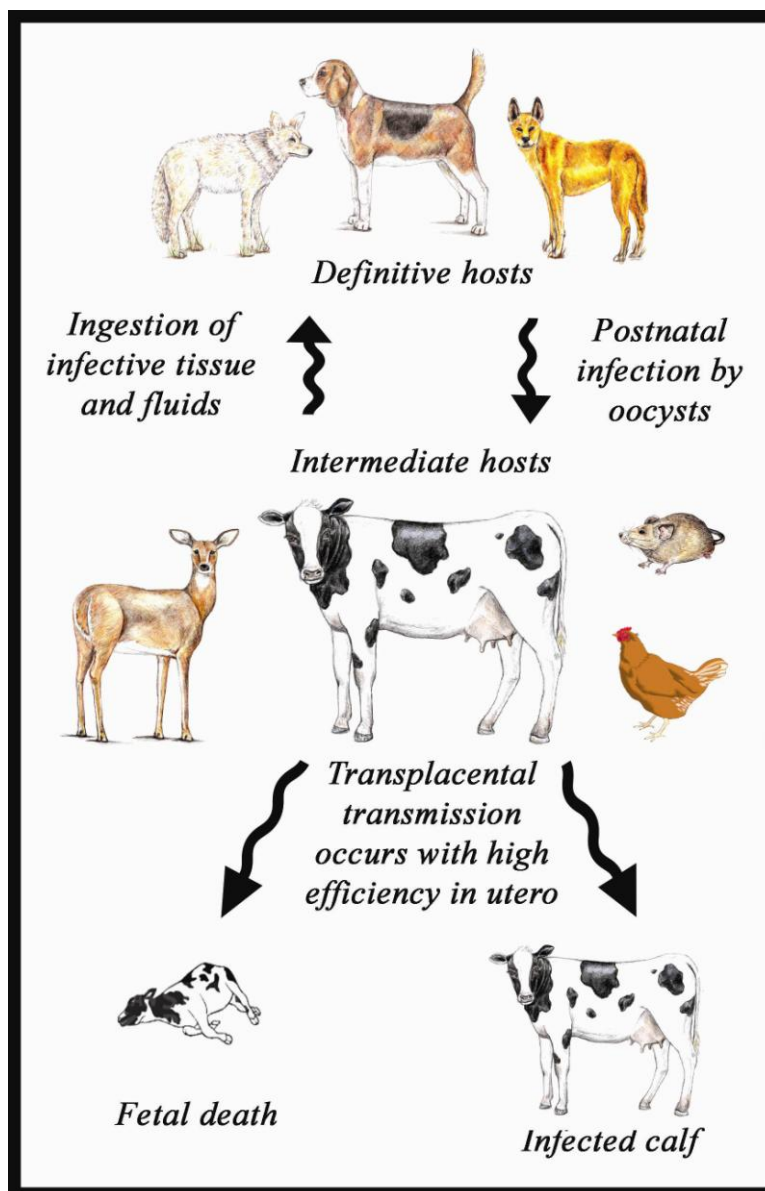 Definitive hosts
Ingestion of
infective tissue
and fluids
Postnatal
infection by
oocysts
Intermediate hosts
Transplacental
transmission
occurs with high
efficiency in utero
Fetal death
Infected calf